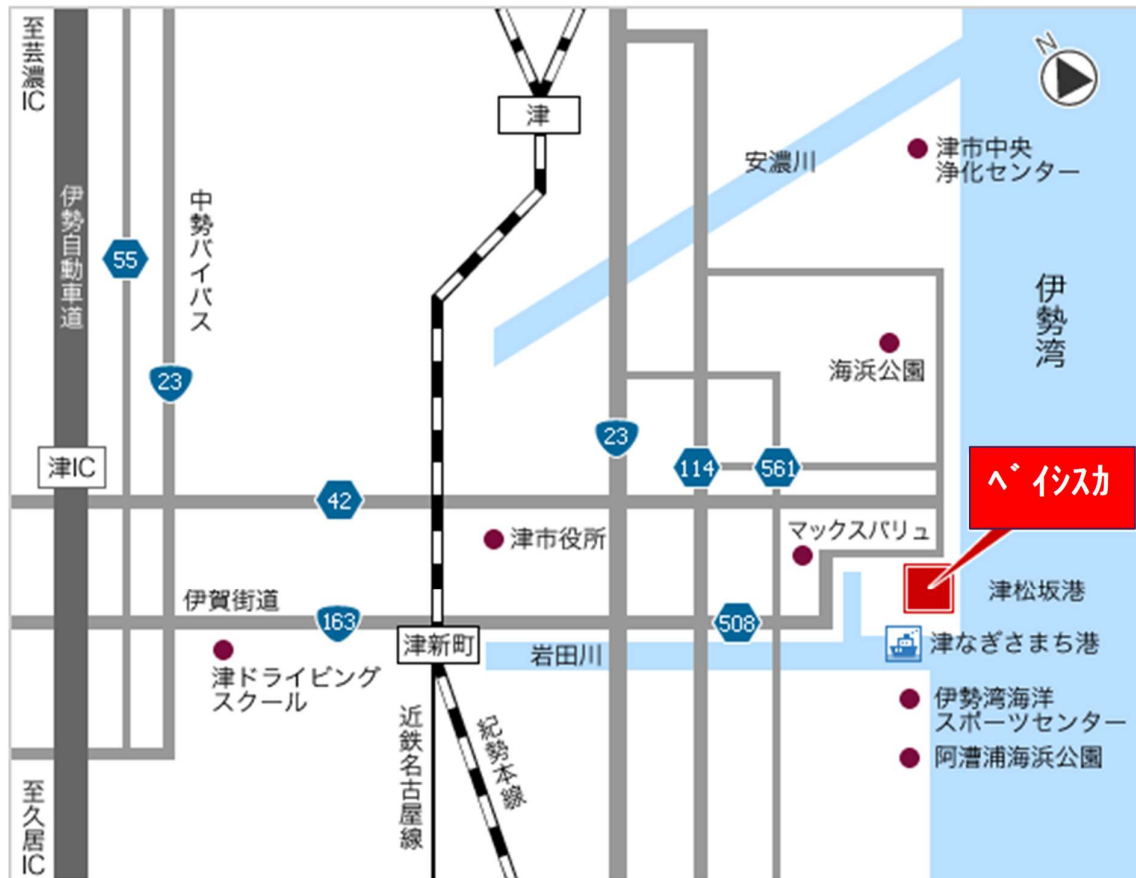 至芸濃IC
伊勢自動車道
55
中勢バイパス
23
津
安濃川
N
津市中央
浄化センター
伊勢湾
海浜公園
津IC
42
23
114
561
ベイシスカ
津市役所
マックスバリュ
伊賀街道
163
508
津松坂港
津新町
岩田川
津なぎさまち港
津ドライビング
スクール
近鉄名古屋線
紀勢本線
伊勢湾海洋
スポーツセンター
阿漕浦海浜公園
至久居IC